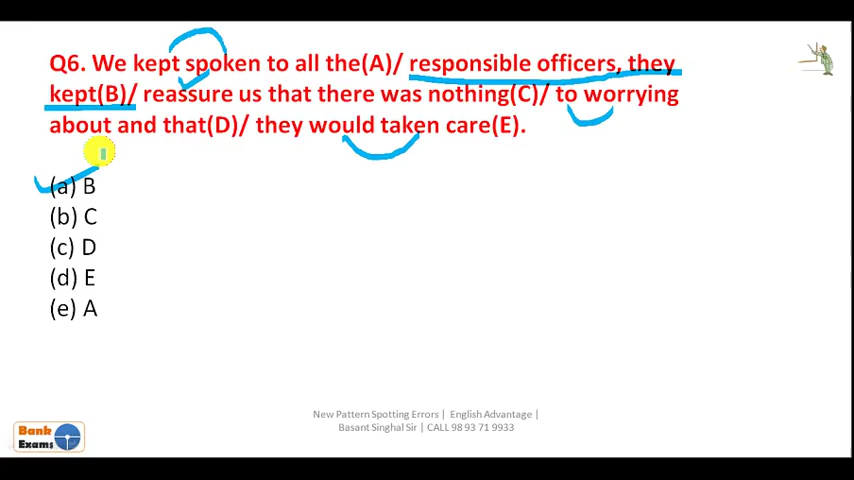 Q6. We kept spoken to all the(A)/ responsible officers, they
kept(B)/ reassure us that there was nothing(C)/ to worrying
about and that(D)/ they would taken care(E).
(a) B
(b) C
(c) D
(d) E
(e) A
New Pattern Spotting Errors | English Advantage |
Basant Singhal Sir | CALL 98 93 71 9933
Bank
Exams